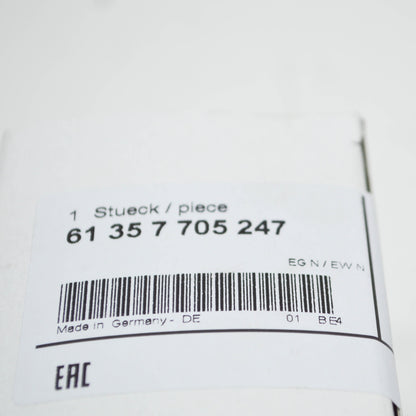 1 Stueck / piece
61 35 7 705 247
EG N / EW N
Made in Germany - DE 01 BE4
EAC